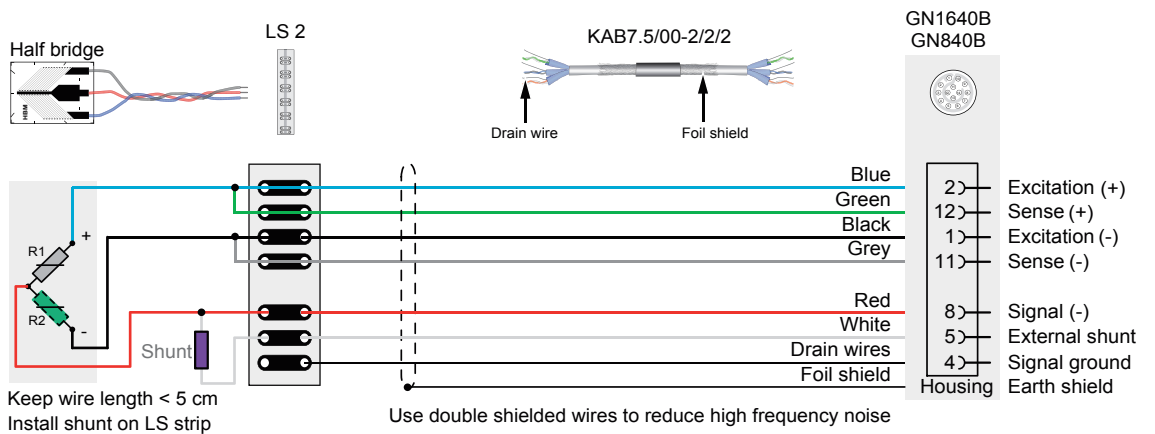 GN1640B
GN840B
LS 2
KAB7.5/00-2/2/2
Half bridge
HBM
Drain wire
Foil shield
Blue
2
Excitation (+)
Green
12
Sense (+)
Black
1
Excitation (-)
Grey
11
Sense (-)
R1
+
R2
-
Red
8
Signal (-)
White
5
External shunt
Shunt
Drain wires
4
Signal ground
Foil shield
Housing
Earth shield
Keep wire length < 5 cm
Install shunt on LS strip
Use double shielded wires to reduce high frequency noise